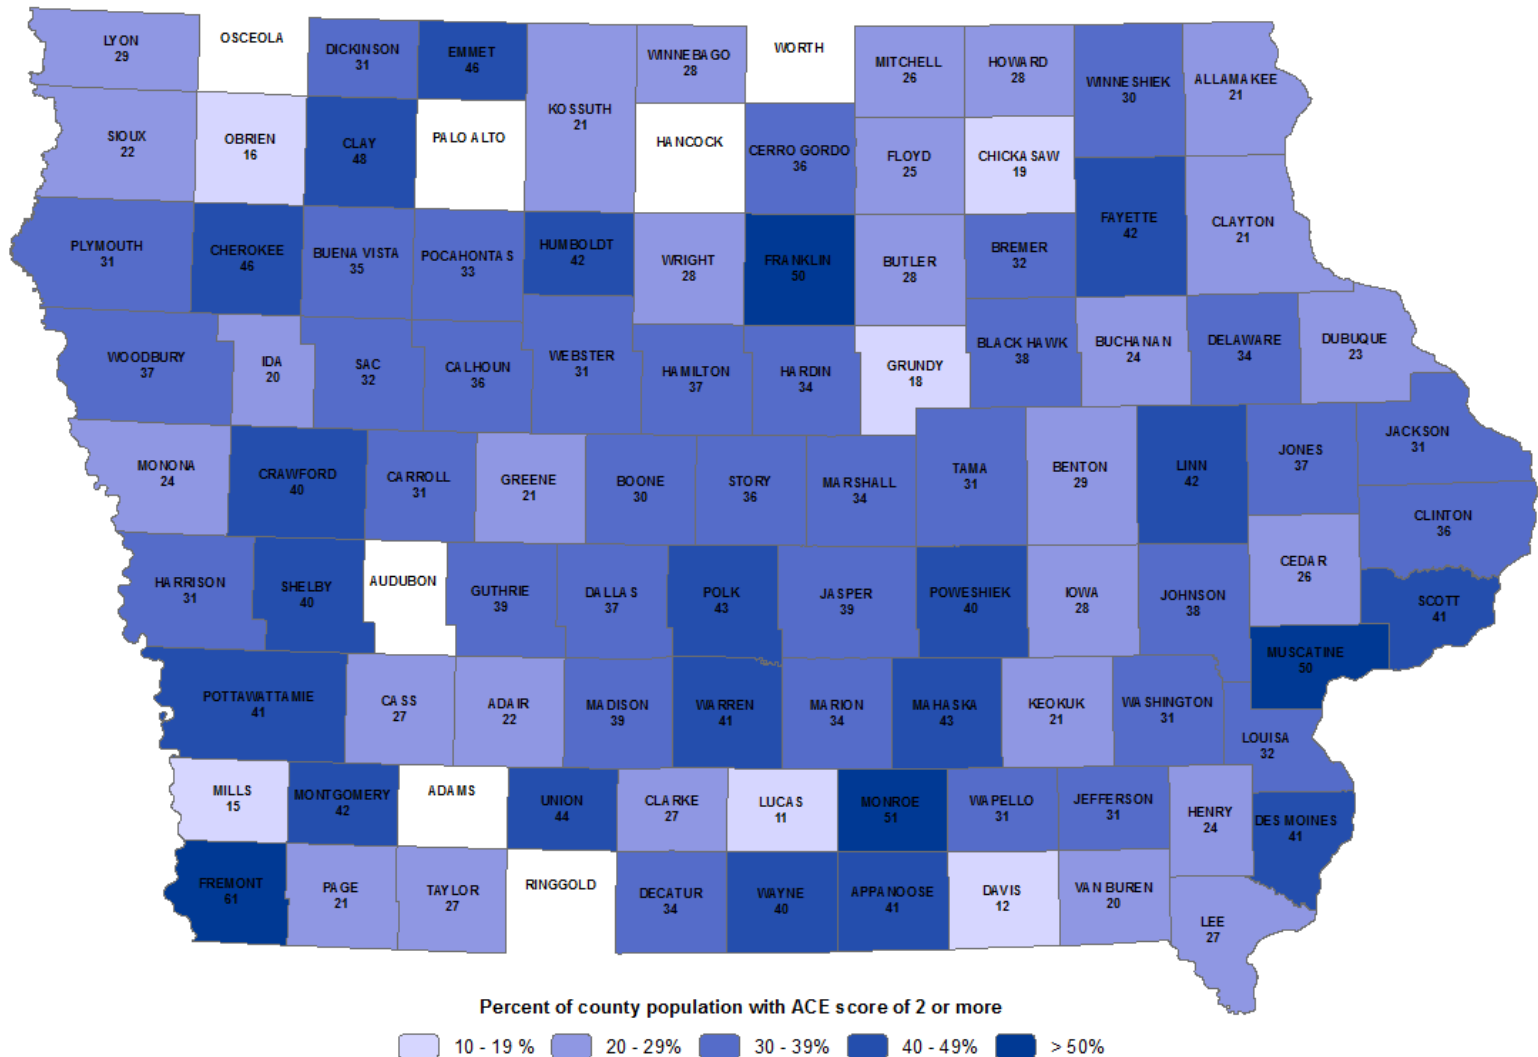 LYON
29
OSCEOLA
DICKINSON
31
EMMET
46
KOSSUTH
21
WINNEBAGO
28
WORTH
MITCHELL
26
HOWARD
28
WINNESHIEK
30
ALLAMAKEE
21
SIOUX
22
OBRIEN
16
CLAY
48
PALO ALTO
HANCOCK
CERRO GORDO
36
FLOYD
25
CHICKASAW
19
FAYETTE
42
CLAYTON
21
PLYMOUTH
31
CHEROKEE
46
BUENA VISTA
35
POCAHONTAS
33
HUMBOLDT
42
WRIGHT
28
FRANKLIN
50
BUTLER
28
BREMER
32
WOODBURY
37
IDA
20
SAC
32
CALHOUN
36
WEBSTER
31
HAMILTON
37
HARDIN
34
GRUNDY
18
BLACK HAWK
38
BUCHANAN
24
DELAWARE
34
DUBUQUE
23
MONONA
24
CRAWFORD
40
CARROLL
31
GREENE
21
BOONE
30
STORY
36
MARSHALL
34
TAMA
31
BENTON
29
LINN
42
JONES
37
JACKSON
31
CLINTON
36
HARRISON
31
SHELBY
40
AUDUBON
GUTHRIE
39
DALLAS
37
POLK
43
JASPER
39
POWESHIEK
40
IOWA
28
JOHNSON
38
CEDAR
26
SCOTT
41
MUSCATINE
50
POTTAWATTAMIE
41
CASS
27
ADAIR
22
MADISON
39
WARREN
41
MARION
34
MAHASKA
43
KEOKUK
21
WASHINGTON
31
LOUISA
32
MILLS
15
MONTGOMERY
42
ADAMS
UNION
44
CLARKE
27
LUCAS
11
MONROE
51
WAPELLO
31
JEFFERSON
31
HENRY
24
DES MOINES
41
FREMONT
61
PAGE
21
TAYLOR
27
RINGGOLD
DECATUR
34
WAYNE
40
APPANOOSE
41
DAVIS
12
VAN BUREN
20
LEE
27
Percent of county population with ACE score of 2 or more
10 - 19 %
20 - 29%
30 - 39%
40 - 49%
> 50%